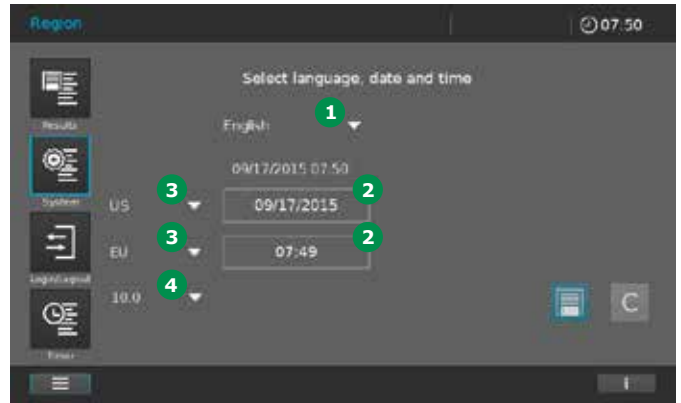 Region
07:50
Select language, date and time
1
English
Results
09/17/2015 07:50
3
2
System
US
09/17/2015
3
2
EU
07:49
Login/Logout
4
10.0
C
Timer
i